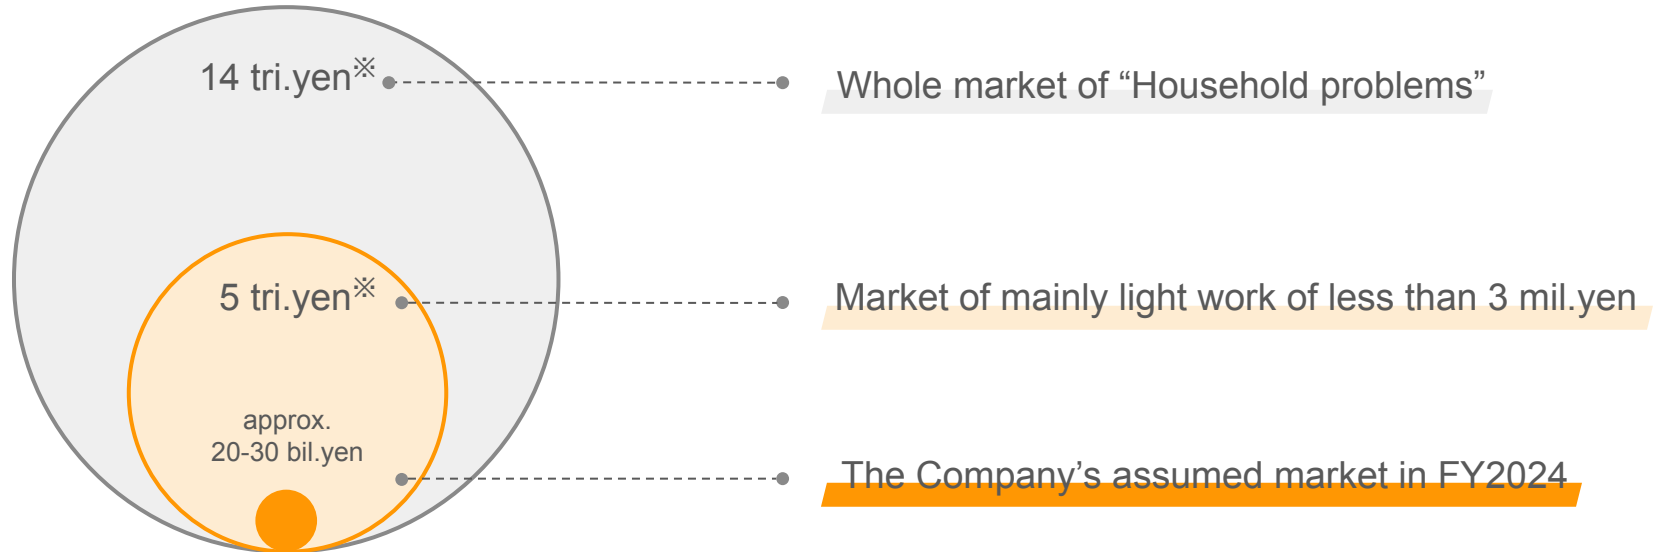 14 tri.yen※
Whole market of “Household problems”
5 tri.yen※
Market of mainly light work of less than 3 mil.yen
approx.
20-30 bil.yen
The Company’s assumed market in FY2024